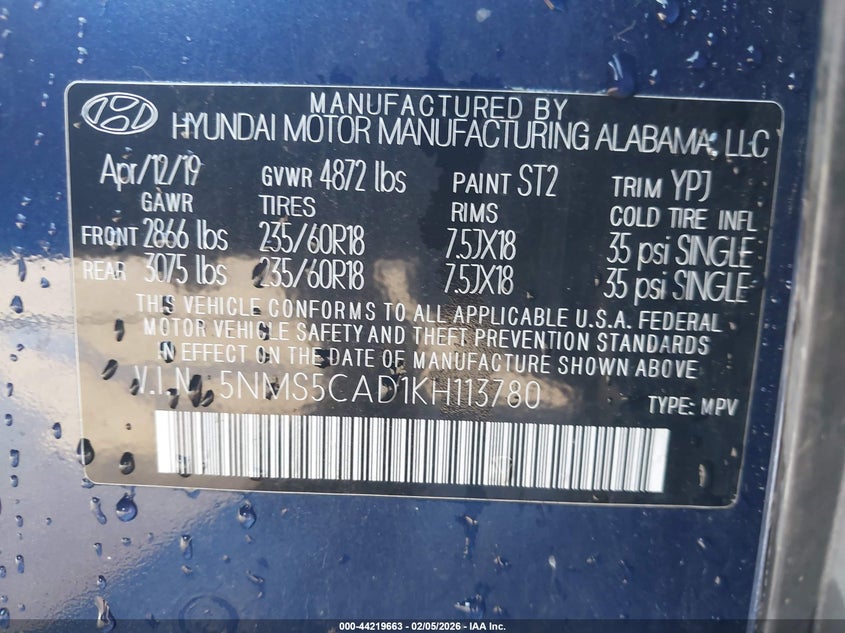 MANUFACTURED BY
HYUNDAI MOTOR MANUFACTURING ALABAMA, LLC
Apr/12/19 GVWR 4872 lbs PAINT ST2 TRIM YPJ
GAWR TIRES RIMS COLD TIRE INFL
FRONT 2866 lbs 235/60R18 7.5JX18 35 psi SINGLE
REAR 3075 lbs 235/60R18 7.5JX18 35 psi SINGLE
THIS VEHICLE CONFORMS TO ALL APPLICABLE U.S.A. FEDERAL
MOTOR VEHICLE SAFETY AND THEFT PREVENTION STANDARDS
IN EFFECT ON THE DATE OF MANUFACTURE SHOWN ABOVE
V.I.N. 5NMS5CAD1KH113780
TYPE: MPV
000-44219663 - 02/05/2026 - IAA Inc.